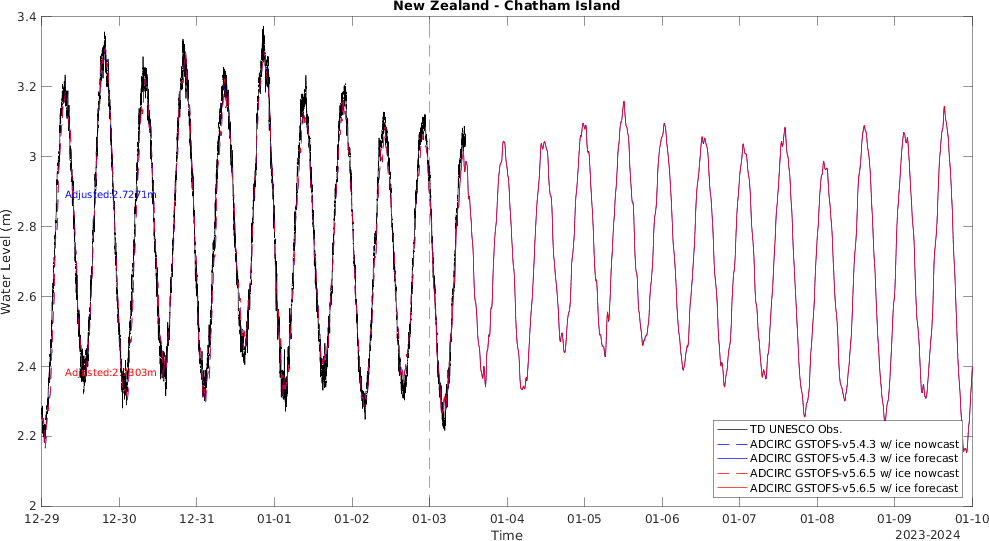 New Zealand - Chatham Island
Water Level (m)
3.4
3.2
3
2.8
2.6
2.4
2.2
2
Adjusted:2.7271m
TD UNESCO Obs.
ADCIRC GSTOFS-v5.4.3 w/ ice nowcast
ADCIRC GSTOFS-v5.4.3 w/ ice forecast
ADCIRC GSTOFS-v5.6.5 w/ ice nowcast
ADCIRC GSTOFS-v5.6.5 w/ ice forecast
12-29 12-30 12-31 01-01 01-02 01-03 01-04 01-05 01-06 01-07 01-08 01-09 01-10
Time
2023-2024